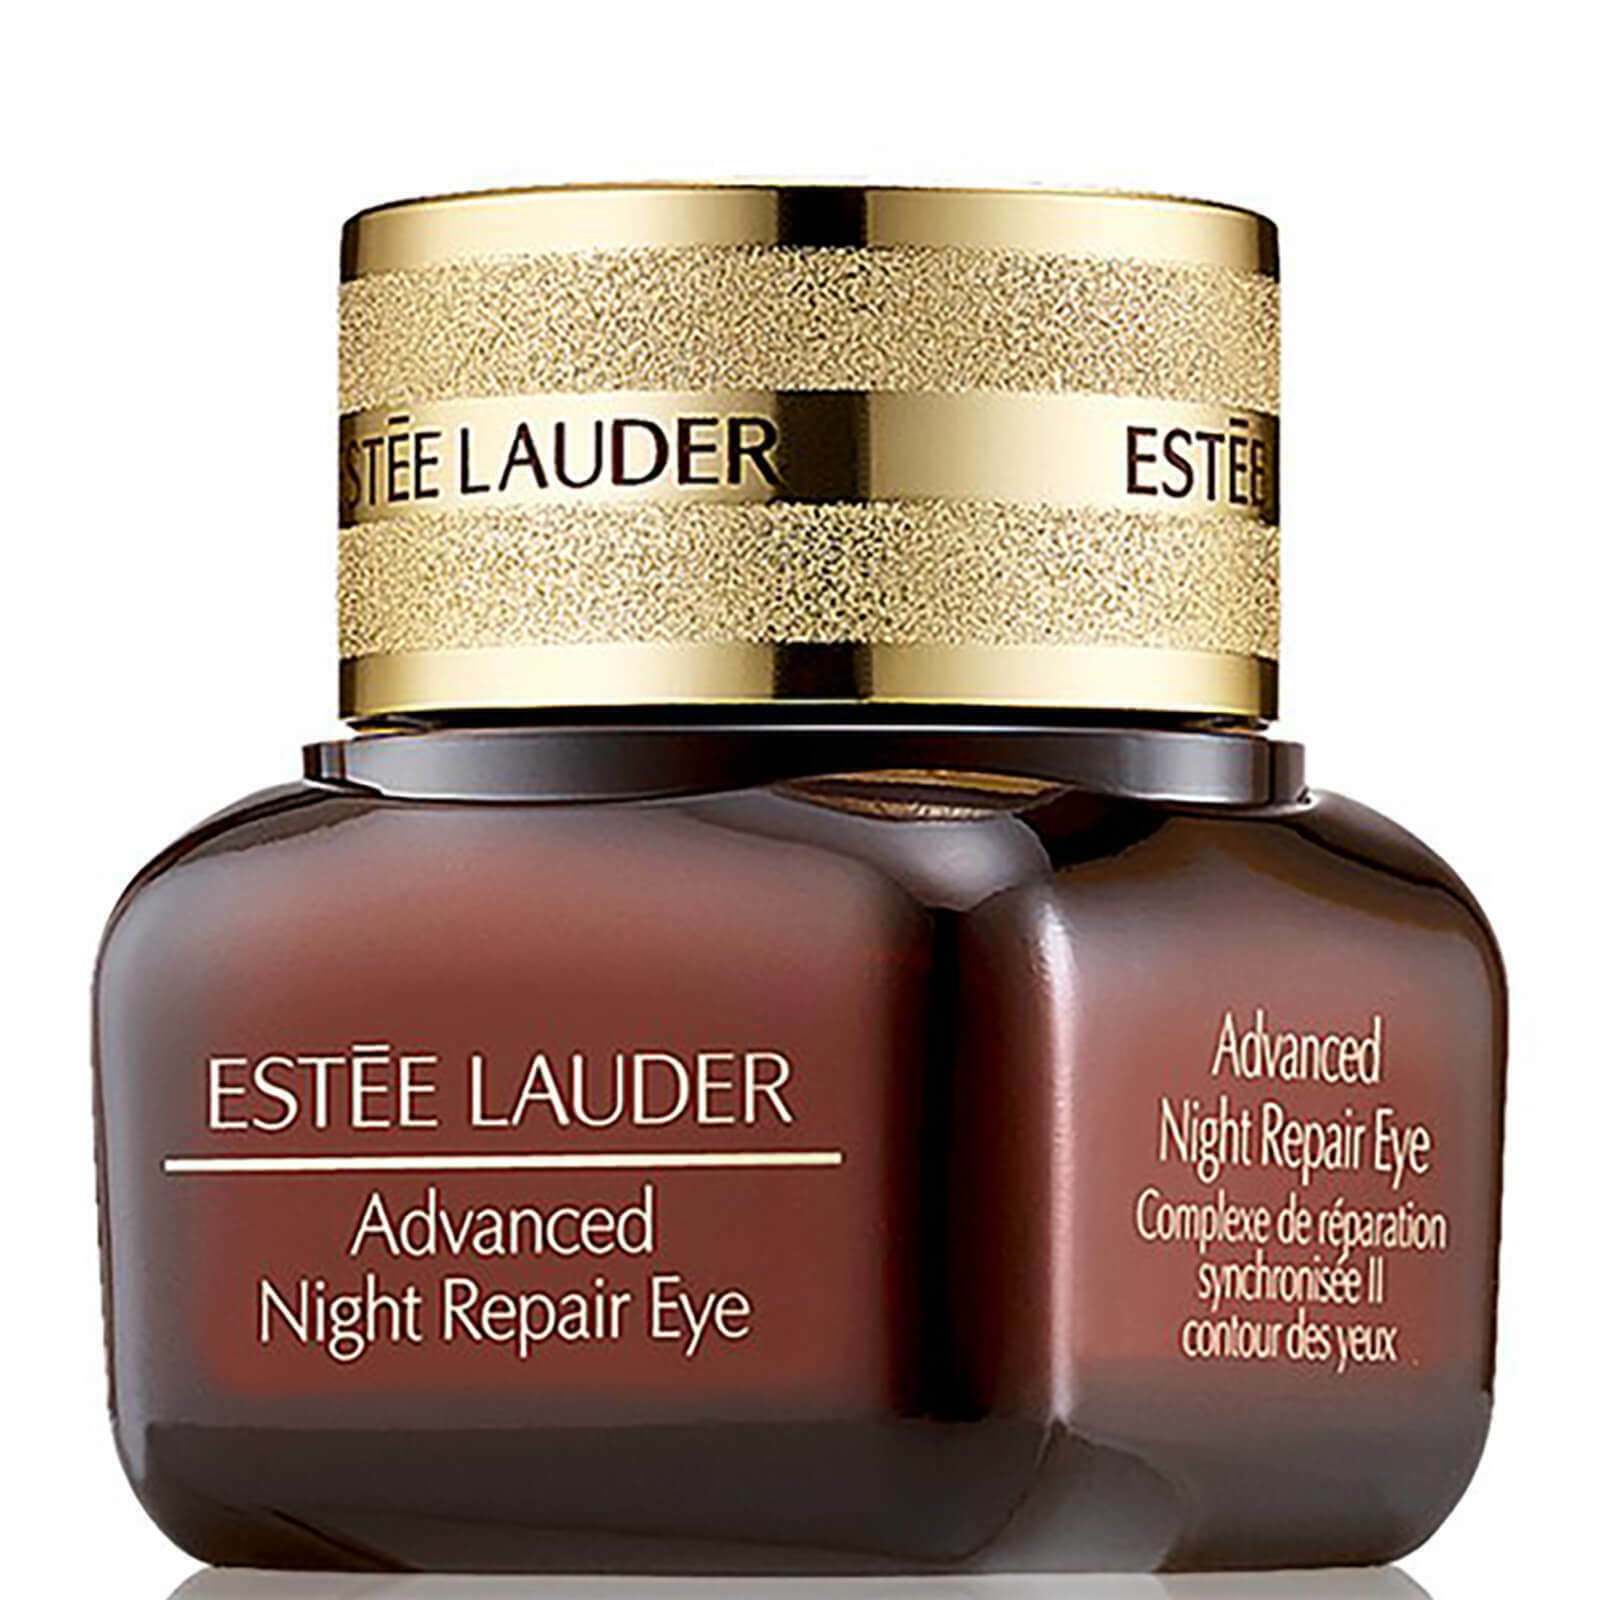 STĒE LAUDER
ESTĒE
ESTĒE LAUDER
Advanced
Night Repair Eye
Advanced
Night Repair Eye
Complexe de réparation
synchronisée II
contour des yeux